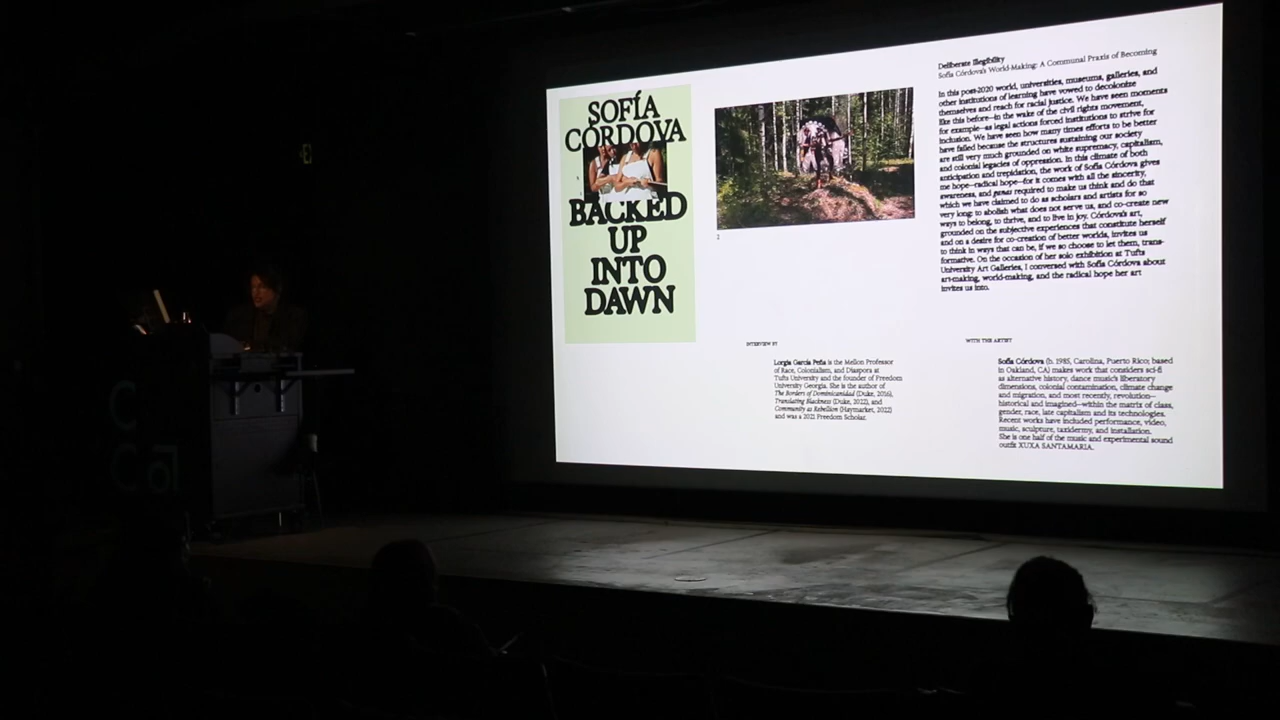 SOFÍA
CÓRDOVA
BACKED
UP
INTO
DAWN
Deliberate Illegibility
Sofía Córdova's World-Making: A Communal Praxis of Becoming
In this post-2020 world, universities, museums, galleries, and
other institutions of learning have vowed to decolonize
themselves and reach for racial justice. We have seen moments
like this before—in the wake of the civil rights movement,
for example—as legal actions forced institutions to strive for
inclusion. We have seen how many times efforts to be better
have failed because the structures sustaining our society
are still very much grounded on white supremacy, capitalism,
and colonial legacies of oppression. In this climate of both
anticipation and trepidation, the work of Sofía Córdova gives
me hope—radical hope—for it comes with all the sincerity,
awareness, and ganas required to make us think and do that
which we have claimed to do as scholars and artists for so
very long: to abolish what does not serve us, and co-create new
ways to belong, to thrive, and to live in joy. Córdova's art,
grounded on the subjective experiences that constitute herself
and on a desire for co-creation of better worlds, invites us
to think in ways that can be, if we so choose to let them, trans-
formative. On the occasion of her solo exhibition at Tufts
University Art Galleries, I conversed with Sofía Córdova about
art-making, world-making, and the radical hope her art
invites us into.
INTERVIEW BY
Lorgia García Peña is the Mellon Professor
of Race, Colonialism, and Diaspora at
Tufts University and the founder of Freedom
University Georgia. She is the author of
The Borders of Dominicanidad (Duke, 2016),
Translating Blackness (Duke, 2022), and
Community as Rebellion (Haymarket, 2022)
and was a 2021 Freedom Scholar.
WITH THE ARTIST
Sofía Córdova (b. 1985, Carolina, Puerto Rico; based
in Oakland, CA) makes work that considers sci-fi
as alternative history, dance music's liberatory
dimensions, colonial contamination, climate change
and migration, and most recently, revolution—
historical and imagined—within the matrix of class,
gender, race, late capitalism and its technologies.
Recent works have included performance, video,
music, sculpture, taxidermy, and installation.
She is one half of the music and experimental sound
outfit XUXA SANTAMARIA.